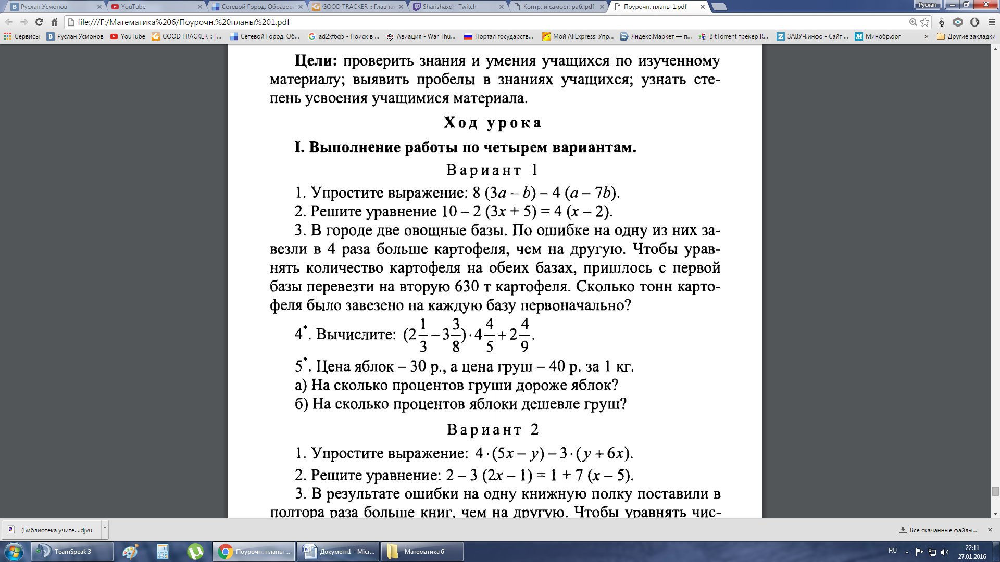 Руслан Усмонов
YouTube
Сетевой Город. Образова
GOOD TRACKER :: Главна
Sharishaxd - Twitch
Контр. и самост. раб..pdf
Поурочн. планы 1.pdf
Руслан
file:///F:/Математика%206/Поурочн.%20планы%201.pdf
Сервисы
Руслан Усмонов
YouTube
GOOD TRACKER :: Г...
Сетевой Город. Об...
ad2xf6g5 - Поиск в ...
Авиация - War Thu...
Портал государств...
Мой AliExpress: Упр...
Яндекс.Маркет — п...
BitTorrent трекер R...
ЗАВУЧ.инфо - Сайт ...
Минобр.орг
»
Другие закладки
Цели: проверить знания и умения учащихся по изученному
материалу; выявить пробелы в знаниях учащихся; узнать сте-
пень усвоения учащимися материала.
Ход урока
I. Выполнение работы по четырем вариантам.
Вариант 1
1. Упростите выражение: 8 (3a – b) – 4 (a – 7b).
2. Решите уравнение 10 – 2 (3x + 5) = 4 (x – 2).
3. В городе две овощные базы. По ошибке на одну из них за-
везли в 4 раза больше картофеля, чем на другую. Чтобы урав-
нять количество картофеля на обеих базах, пришлось с первой
базы перевезти на вторую 630 т картофеля. Сколько тонн карто-
феля было завезено на каждую базу первоначально?
4*. Вычислите: (2 1/3 – 3 3/8) · 4 4/5 + 2 4/9.
5*. Цена яблок – 30 р., а цена груш – 40 р. за 1 кг.
а) На сколько процентов груши дороже яблок?
б) На сколько процентов яблоки дешевле груш?
Вариант 2
1. Упростите выражение: 4 · (5x – y) – 3 · (y + 6x).
2. Решите уравнение: 2 – 3 (2x – 1) = 1 + 7 (x – 5).
3. В результате ошибки на одну книжную полку поставили в
полтора раза больше книг, чем на другую. Чтобы уравнять чис-
(Библиотека учите....djvu
Все скачанные файлы...
TeamSpeak 3
Поурочн. планы ...
Документ1 - Micr...
Математика 6
RU
22:11
27.01.2016